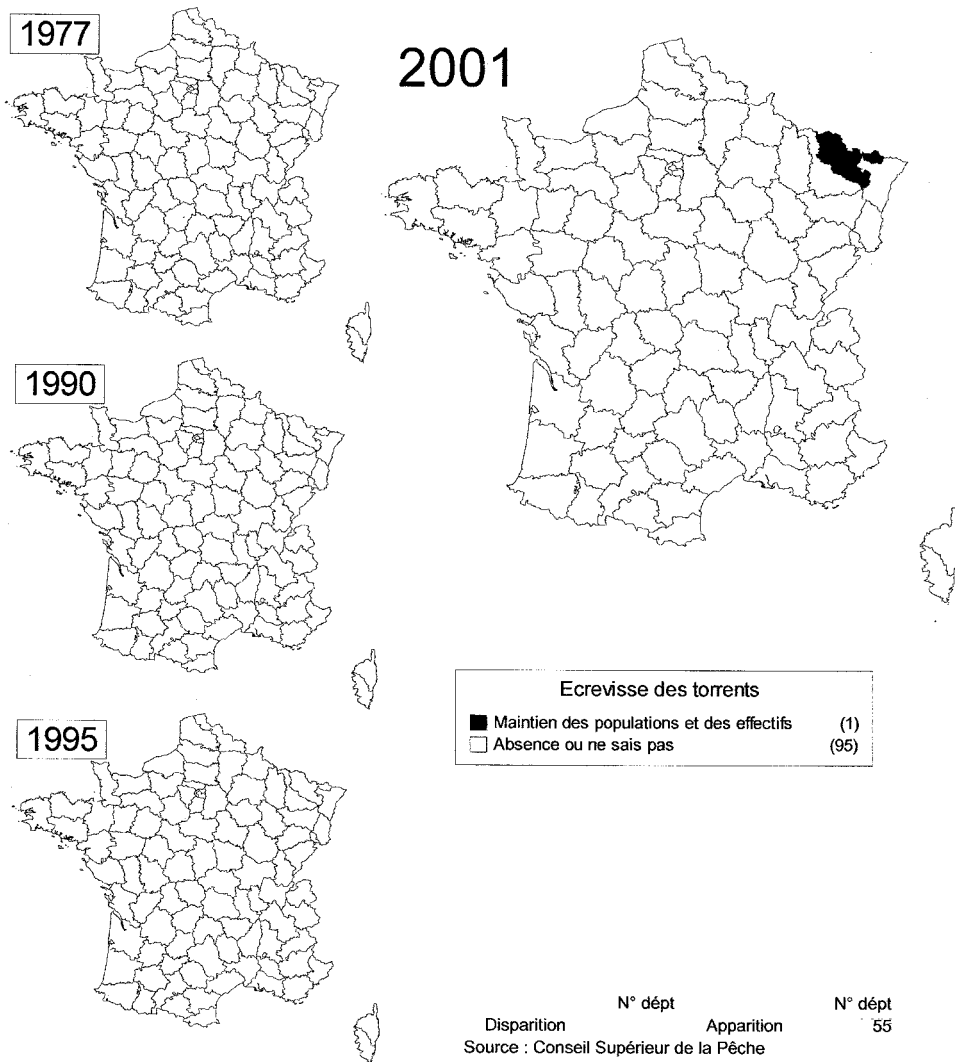 1977
2001
1990
1995
Ecrevisse des torrents
Maintien des populations et des effectifs (1)
Absence ou ne sais pas (95)
N° dépt N° dépt
Disparition Apparition 55
Source : Conseil Supérieur de la Pêche